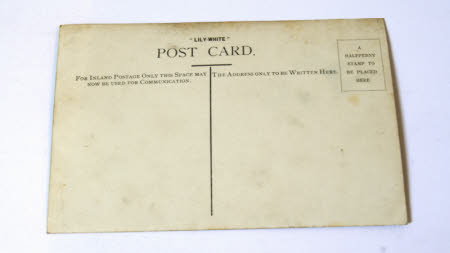 "LILY-WHITE"
POST CARD.
FOR INLAND POSTAGE ONLY THIS SPACE MAY
NOW BE USED FOR COMMUNICATION.
THE ADDRESS ONLY TO BE WRITTEN HERE.
A
HALFPENNY
STAMP TO
BE PLACED
HERE